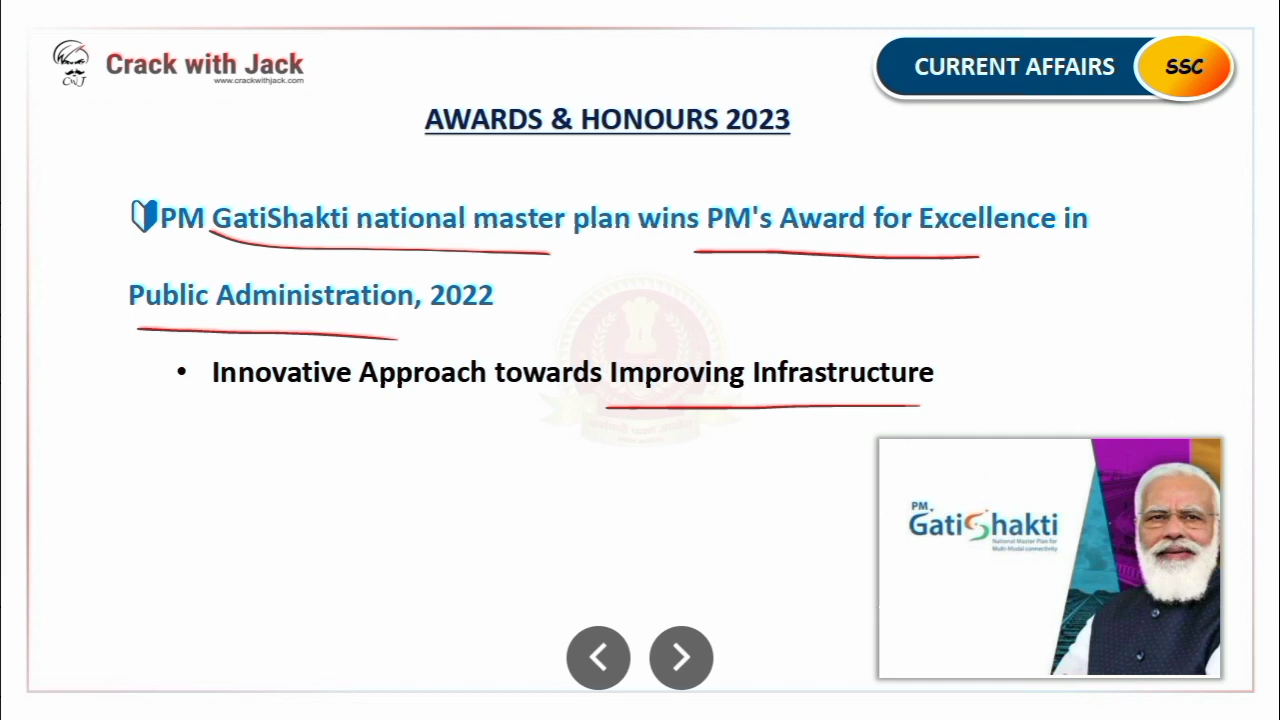 Crack with Jack
www.crackwithjack.com
CwJ
CURRENT AFFAIRS
SSC
AWARDS & HONOURS 2023
PM GatiShakti national master plan wins PM's Award for Excellence in
Public Administration, 2022
• Innovative Approach towards Improving Infrastructure
PM
GatiShakti
National Master Plan for
Multi-Modal connectivity